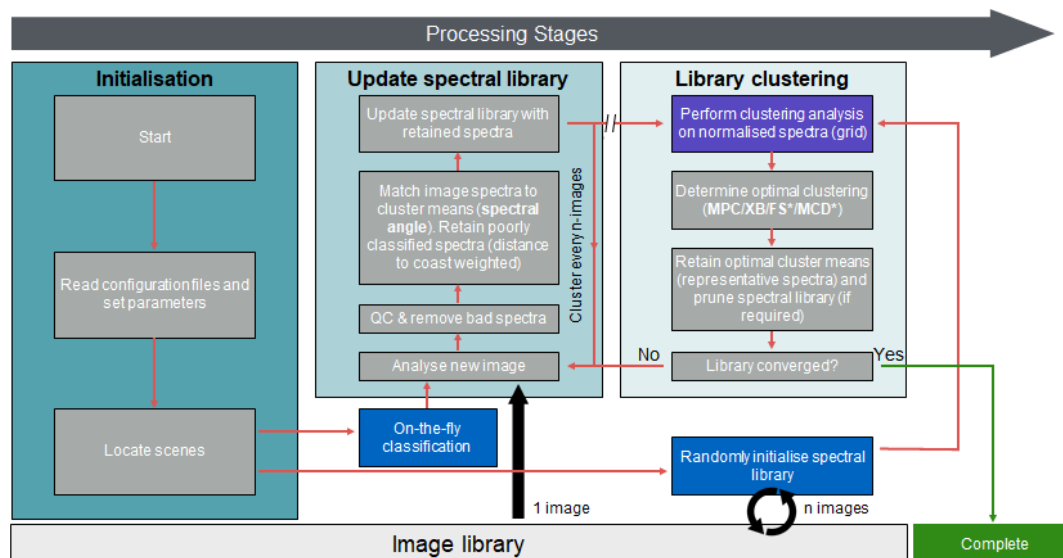 Processing Stages
Initialisation
Start
Read configuration files and
set parameters
Locate scenes
Update spectral library
Update spectral library with
retained spectra
Match image spectra to
cluster means (spectral
angle). Retain poorly
classified spectra (distance
to coast weighted)
QC & remove bad spectra
Analyse new image
Cluster every n-images
//
Library clustering
Perform clustering analysis
on normalised spectra (grid)
Determine optimal clustering
(MPC/XB/FS*/MCD*)
Retain optimal cluster means
(representative spectra) and
prune spectral library (if
required)
Library converged?
No
Yes
On-the-fly
classification
Randomly initialise spectral
library
1 image
n images
Image library
Complete